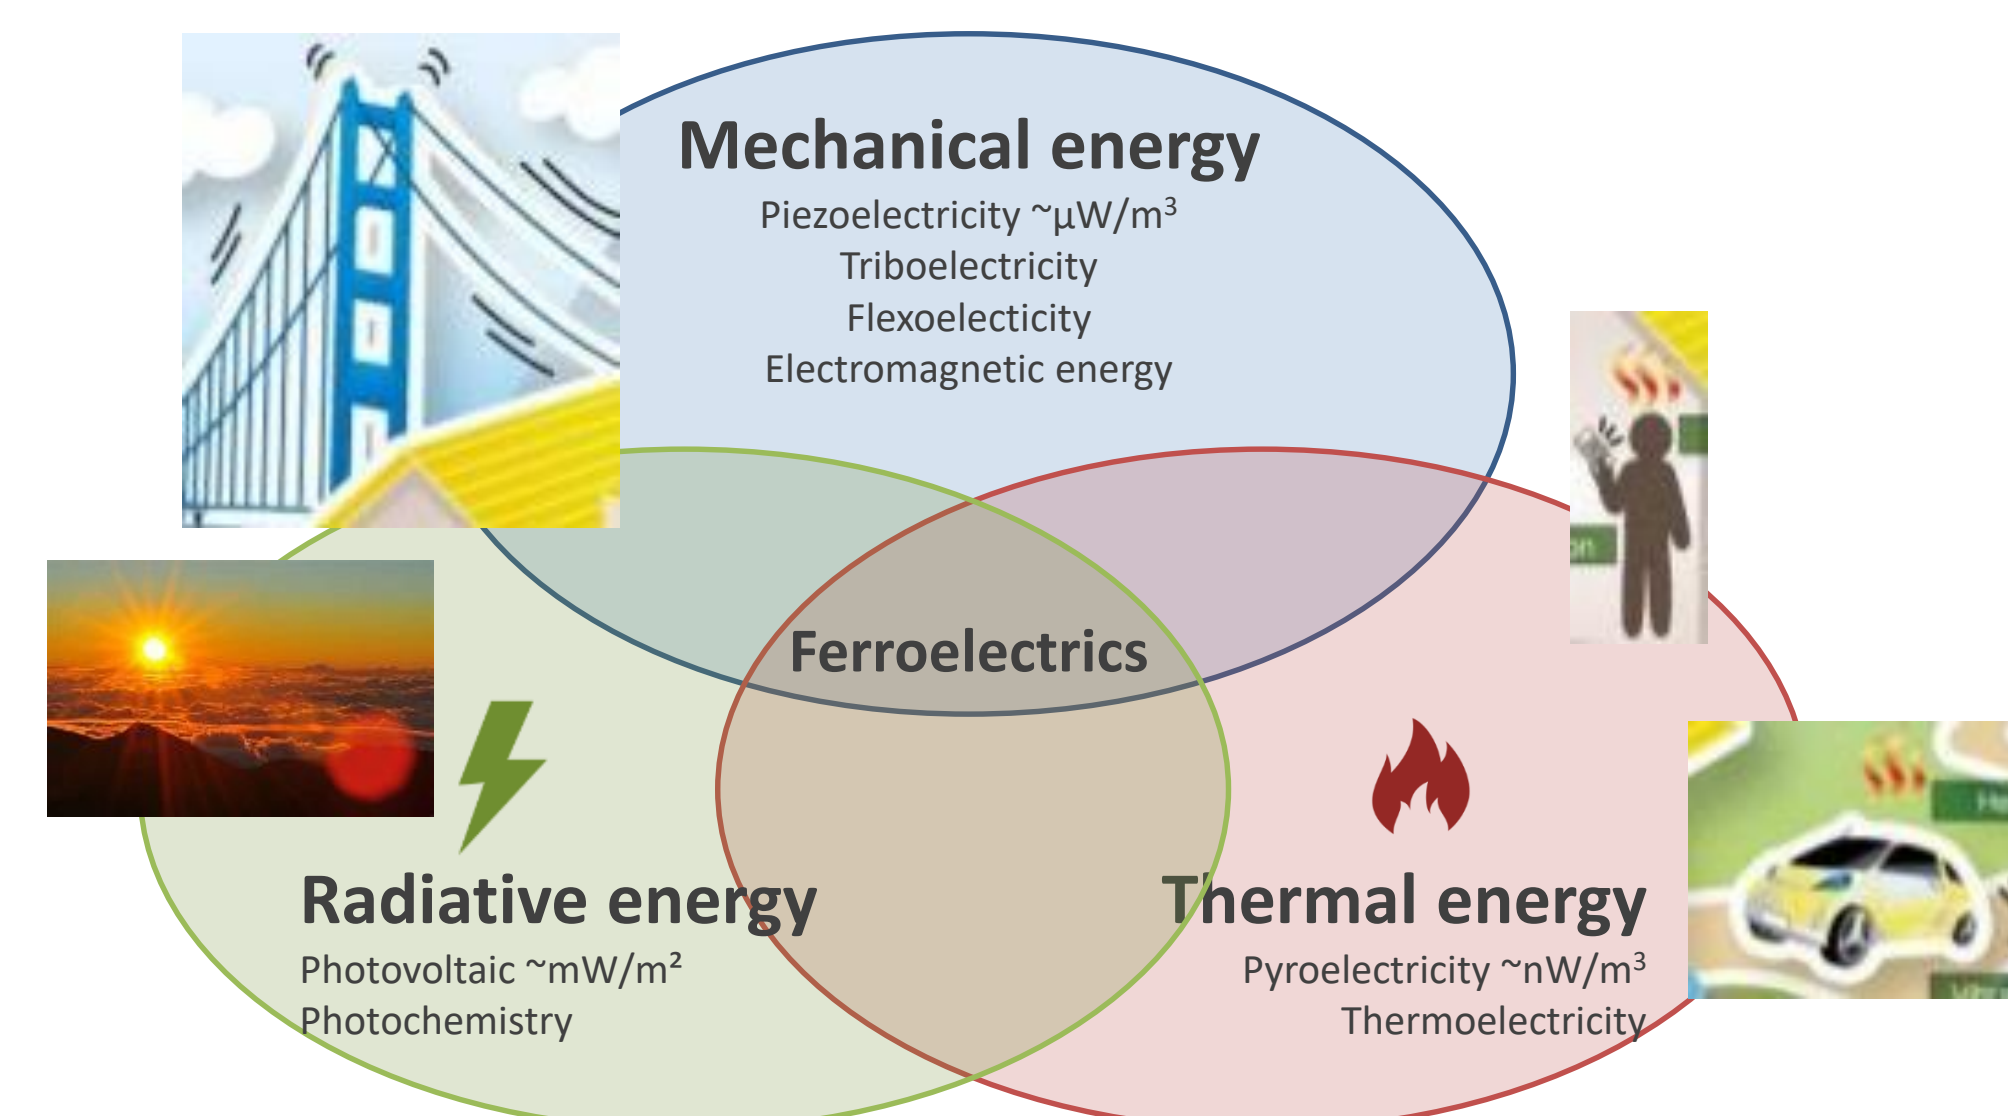 Mechanical energy
Piezoelectricity ~µW/m³
Triboelectricity
Flexoelecticity
Electromagnetic energy
Ferroelectrics
Radiative energy
Photovoltaic ~mW/m²
Photochemistry
Thermal energy
Pyroelectricity ~nW/m³
Thermoelectricity